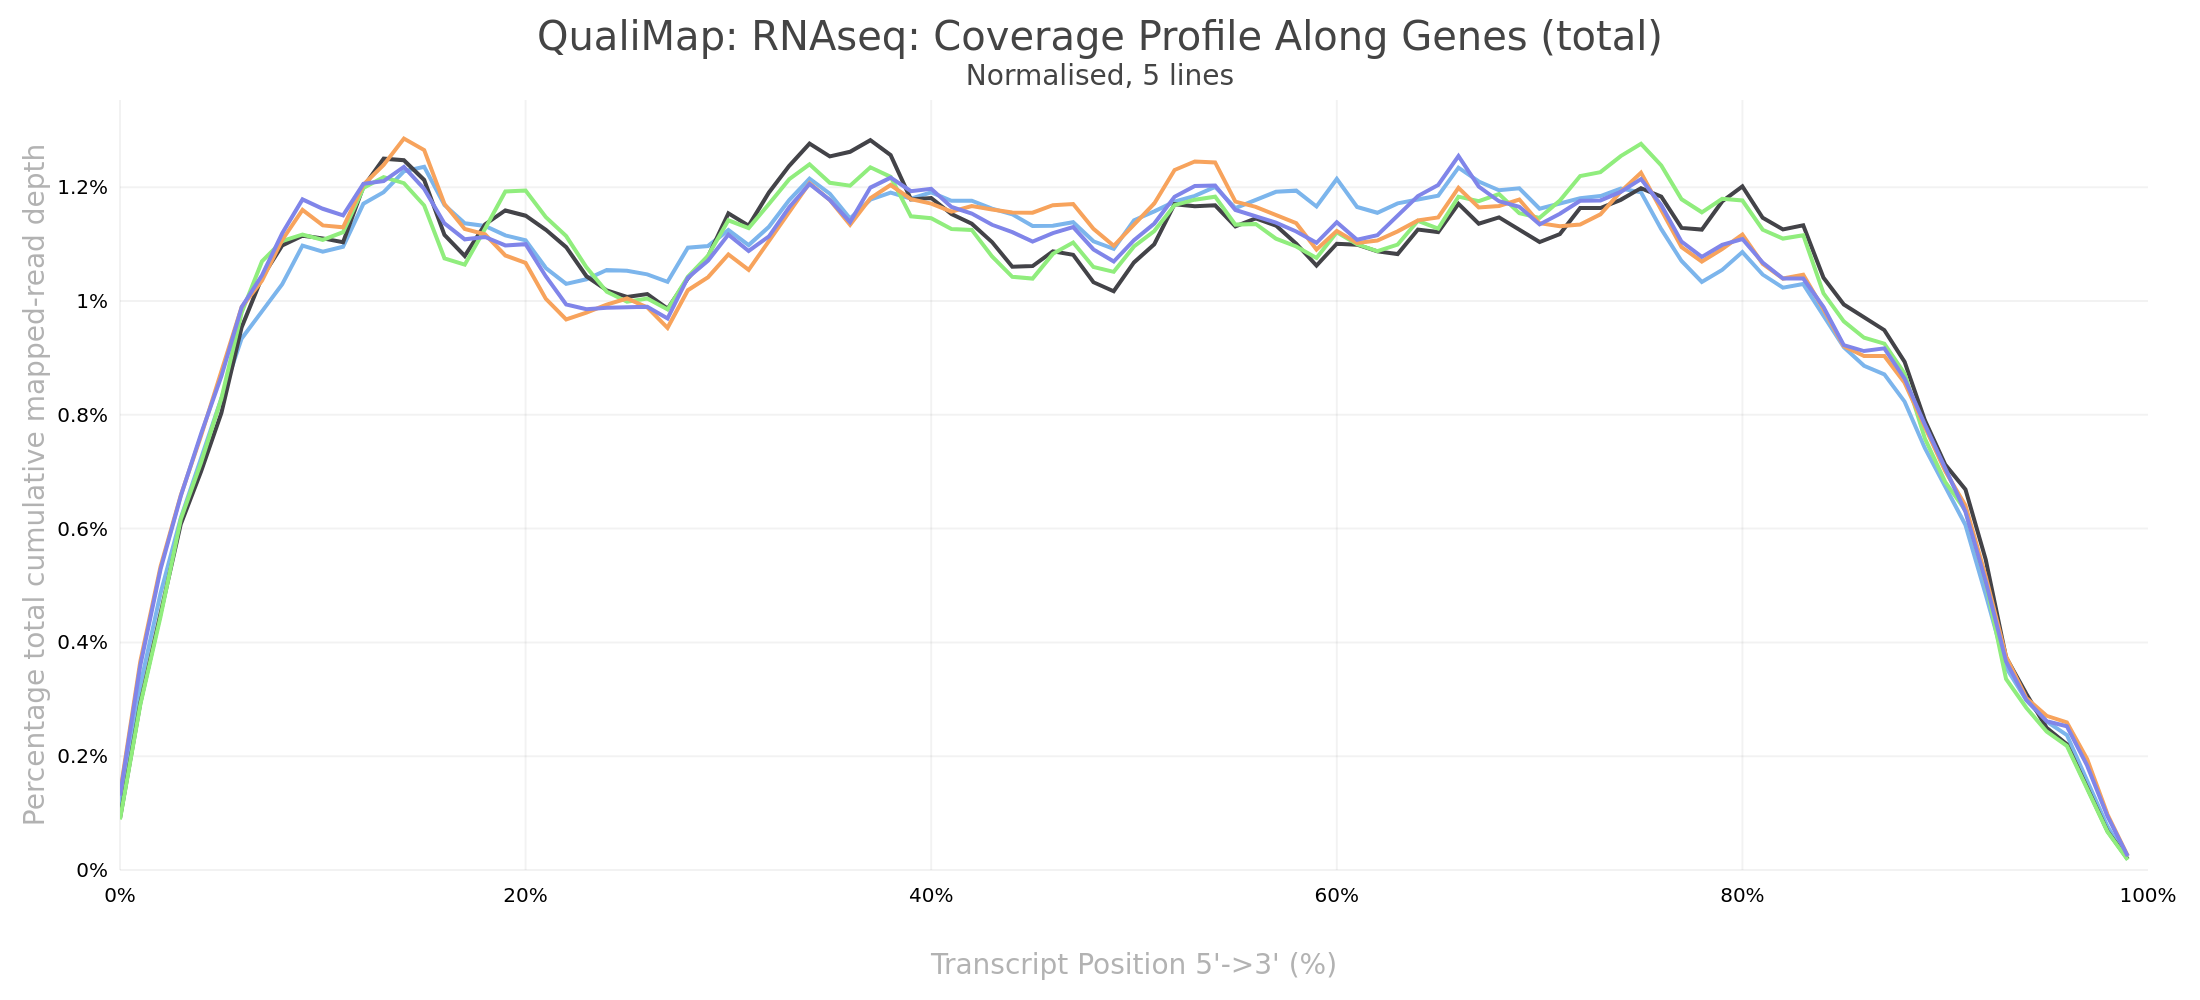 QualiMap: RNAseq: Coverage Profile Along Genes (total)
Normalised, 5 lines
Percentage total cumulative mapped-read depth
1.2%
1%
0.8%
0.6%
0.4%
0.2%
0%
0% 20% 40% 60% 80% 100%
Transcript Position 5'->3' (%)